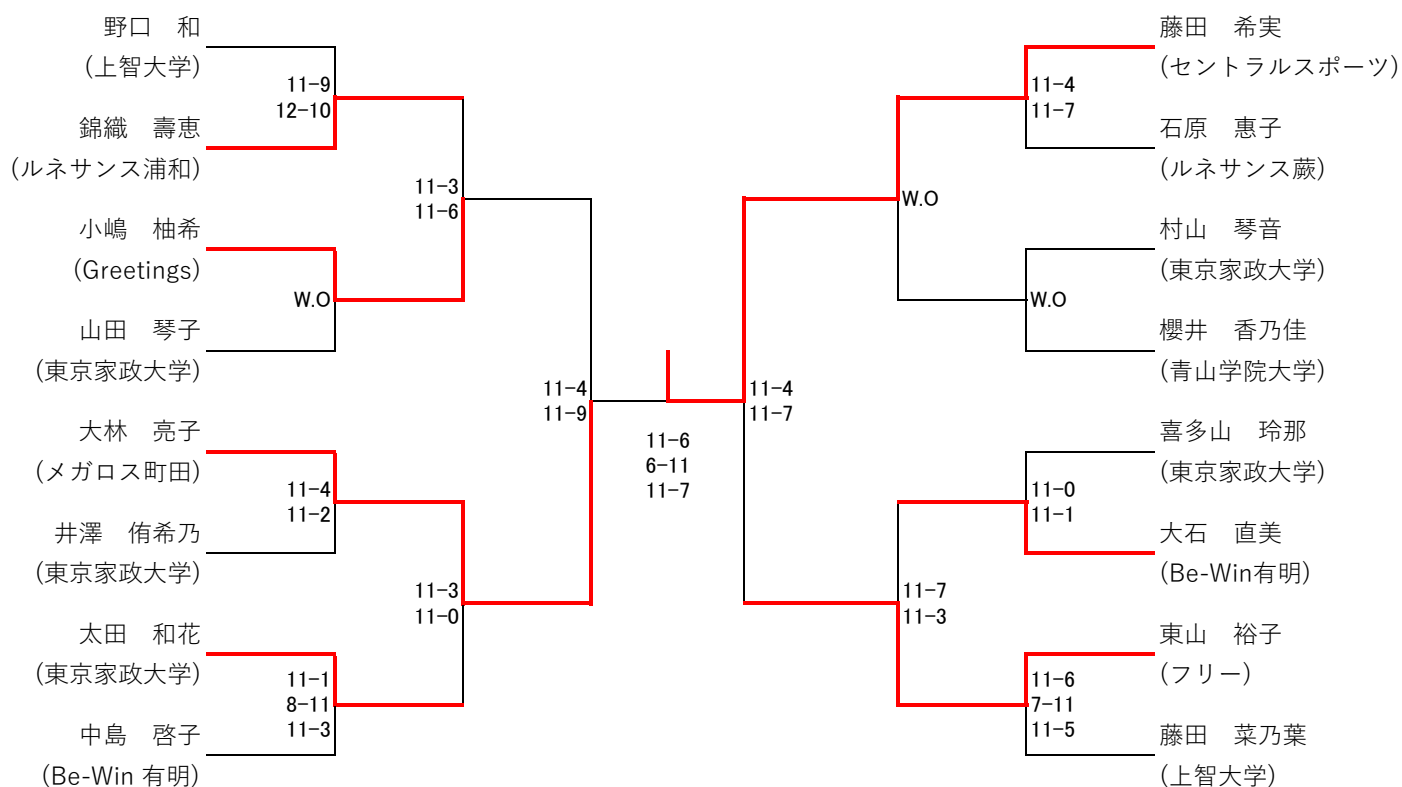 野口　和
(上智大学)
11-9
12-10
錦織　壽恵
(ルネサンス浦和)
11-3
11-6
小嶋　柚希
(Greetings)
W.O
山田　琴子
(東京家政大学)
11-4
11-9
大林　亮子
(メガロス町田)
11-4
11-2
井澤　侑希乃
(東京家政大学)
11-3
11-0
太田　和花
(東京家政大学)
11-1
8-11
11-3
中島　啓子
(Be-Win 有明)
11-6
6-11
11-7
藤田　希実
(セントラルスポーツ)
11-4
11-7
石原　惠子
(ルネサンス蕨)
W.O
村山　琴音
(東京家政大学)
W.O
櫻井　香乃佳
(青山学院大学)
11-4
11-7
喜多山　玲那
(東京家政大学)
11-0
11-1
大石　直美
(Be-Win有明)
11-7
11-3
東山　裕子
(フリー)
11-6
7-11
11-5
藤田　菜乃葉
(上智大学)